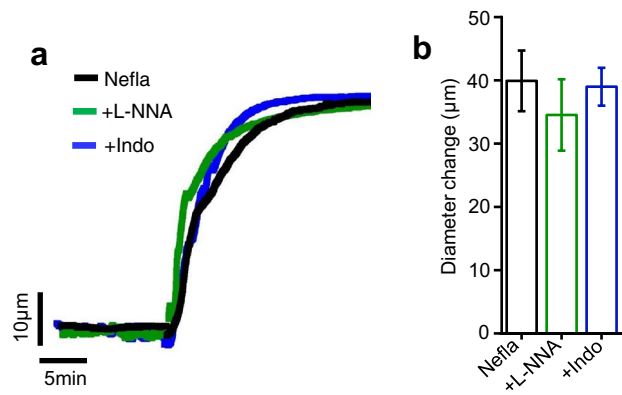 a
Nefla
+L-NNA
+Indo
10μm
5min
b
Diameter change (μm)
50
40
30
20
10
0
Nefla
+L-NNA
+Indo